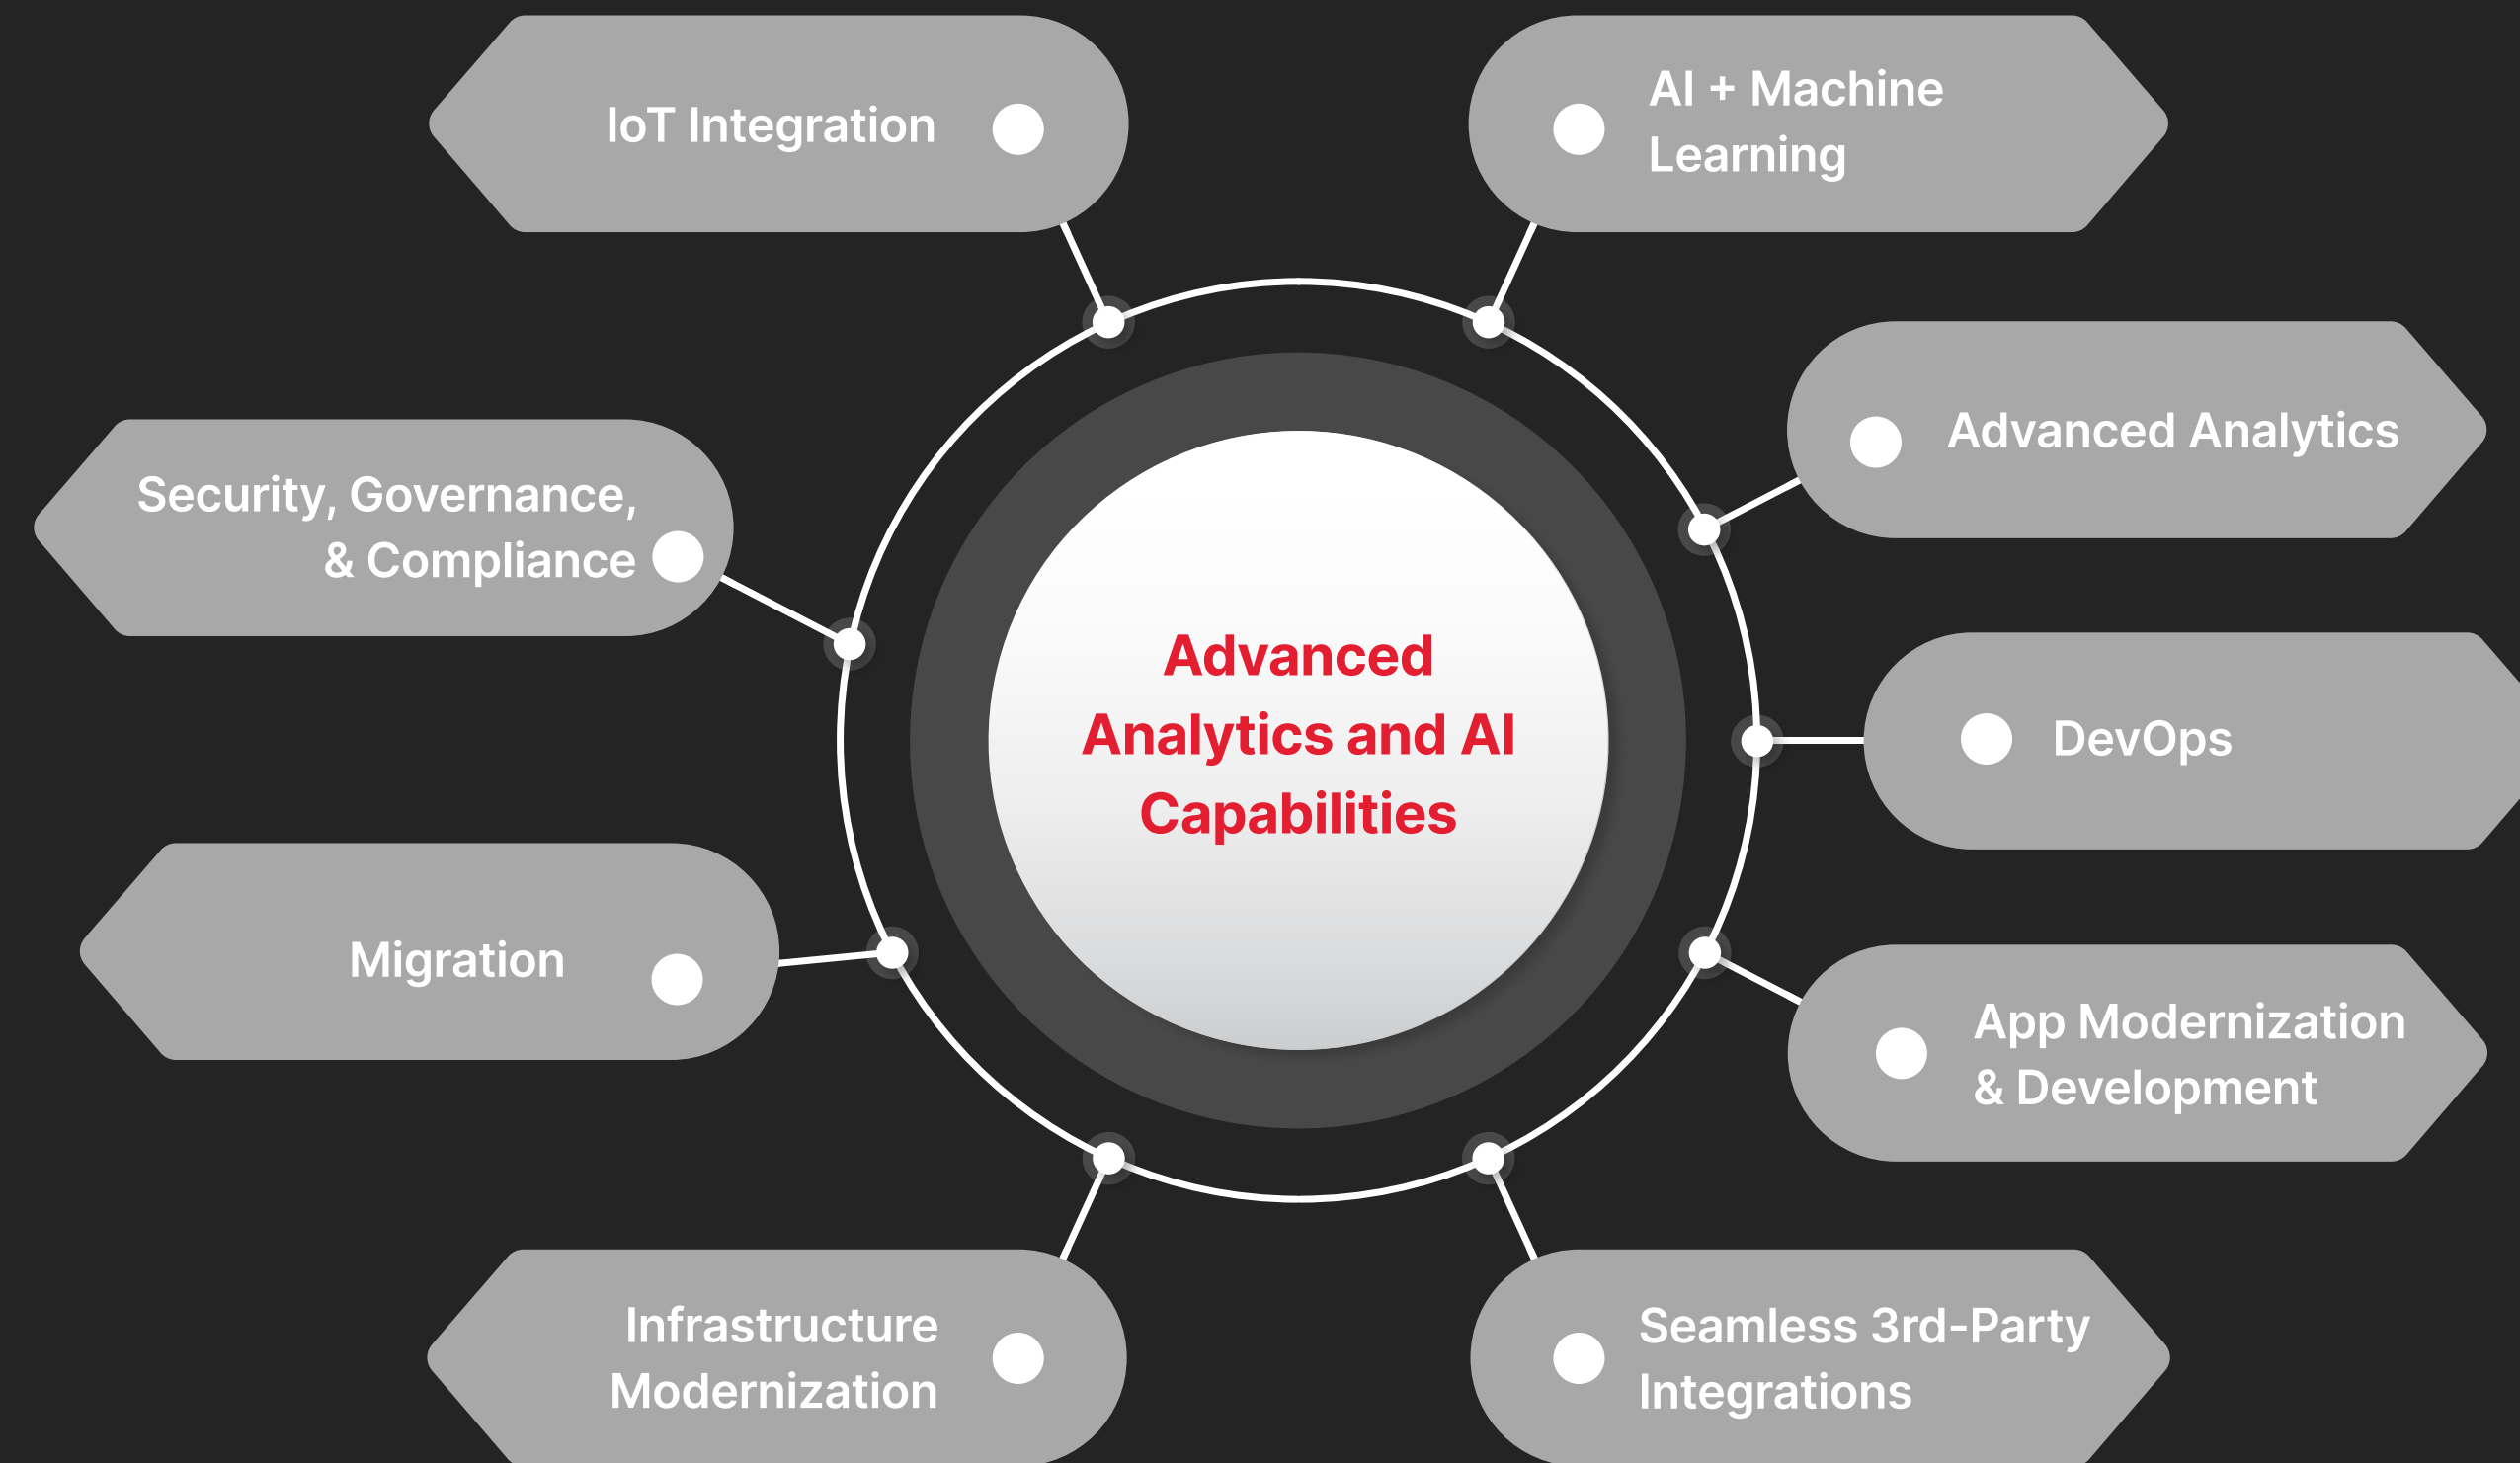 IoT Integration
AI + Machine
Learning
Advanced Analytics
Security, Governance,
& Compliance
Advanced
Analytics and AI
Capabilities
DevOps
Migration
App Modernization
& Development
Infrastructure
Modernization
Seamless 3rd-Party
Integrations